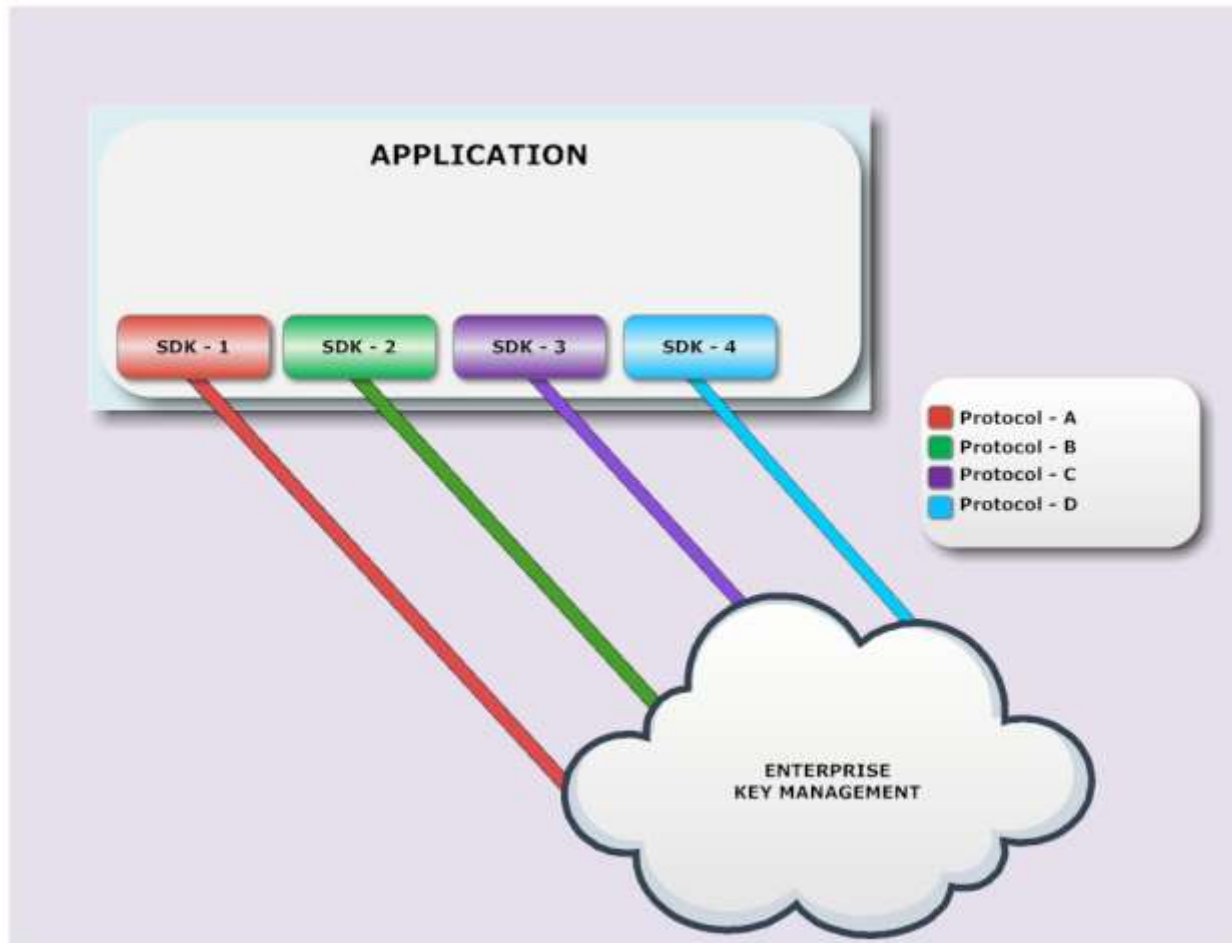 APPLICATION
SDK - 1
SDK - 2
SDK - 3
SDK - 4
Protocol - A
Protocol - B
Protocol - C
Protocol - D
ENTERPRISE
KEY MANAGEMENT